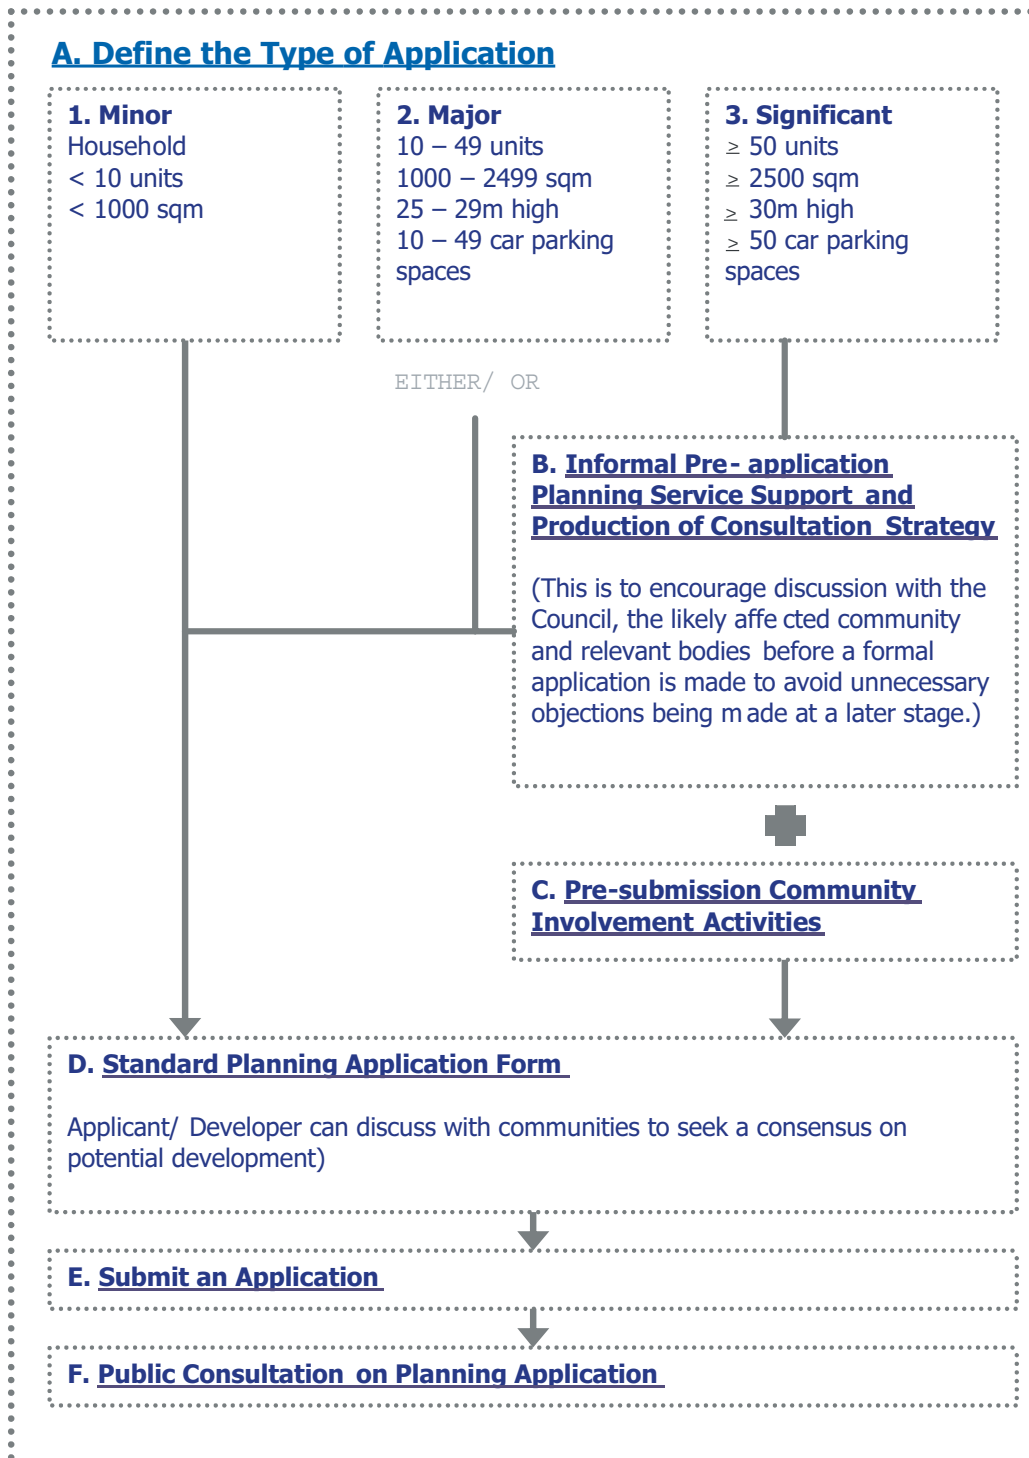 A. Define the Type of Application
1. Minor
Household
< 10 units
< 1000 sqm
2. Major
10 – 49 units
1000 – 2499 sqm
25 – 29m high
10 – 49 car parking
spaces
3. Significant
≥ 50 units
≥ 2500 sqm
≥ 30m high
≥ 50 car parking
spaces
EITHER/ OR
B. Informal Pre- application
Planning Service Support and
Production of Consultation Strategy
(This is to encourage discussion with the
Council, the likely affe cted community
and relevant bodies before a formal
application is made to avoid unnecessary
objections being m ade at a later stage.)
C. Pre-submission Community
Involvement Activities
D. Standard Planning Application Form
Applicant/ Developer can discuss with communities to seek a consensus on
potential development)
E. Submit an Application
F. Public Consultation on Planning Application